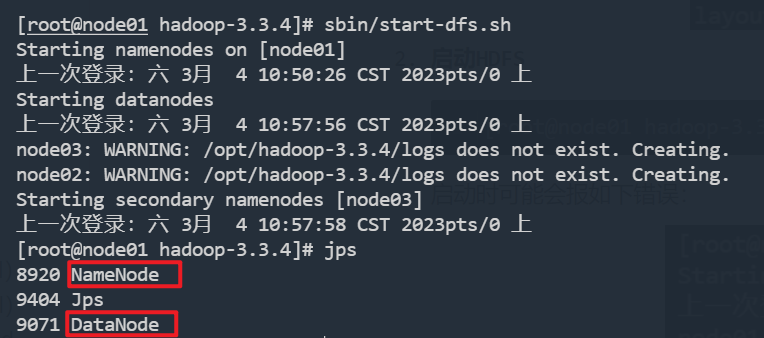 [root@node01 hadoop-3.3.4]# sbin/start-dfs.sh
Starting namenodes on [node01]
上一次登录: 六 3月  4 10:50:26 CST 2023pts/0 上
Starting datanodes
上一次登录: 六 3月  4 10:57:56 CST 2023pts/0 上
node03: WARNING: /opt/hadoop-3.3.4/logs does not exist. Creating.
node02: WARNING: /opt/hadoop-3.3.4/logs does not exist. Creating.
Starting secondary namenodes [node03]
上一次登录: 六 3月  4 10:57:58 CST 2023pts/0 上
[root@node01 hadoop-3.3.4]# jps
8920 NameNode
9404 Jps
9071 DataNode